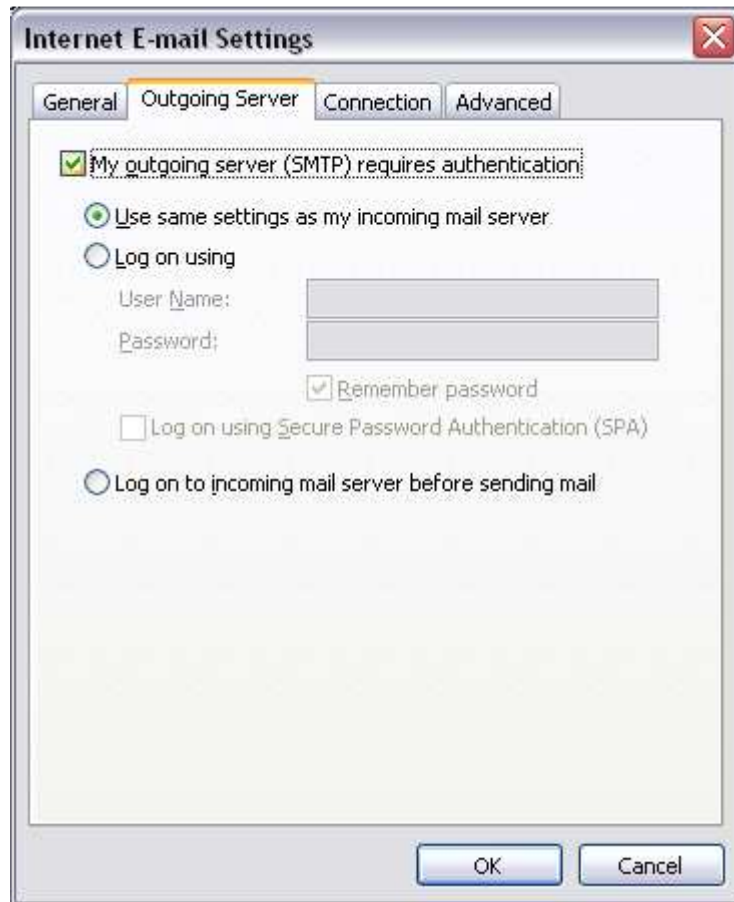 Internet E-mail Settings
General Outgoing Server Connection Advanced
My outgoing server (SMTP) requires authentication
Use same settings as my incoming mail server
Log on using
User Name:
Password:
Remember password
Log on using Secure Password Authentication (SPA)
Log on to incoming mail server before sending mail
OK Cancel